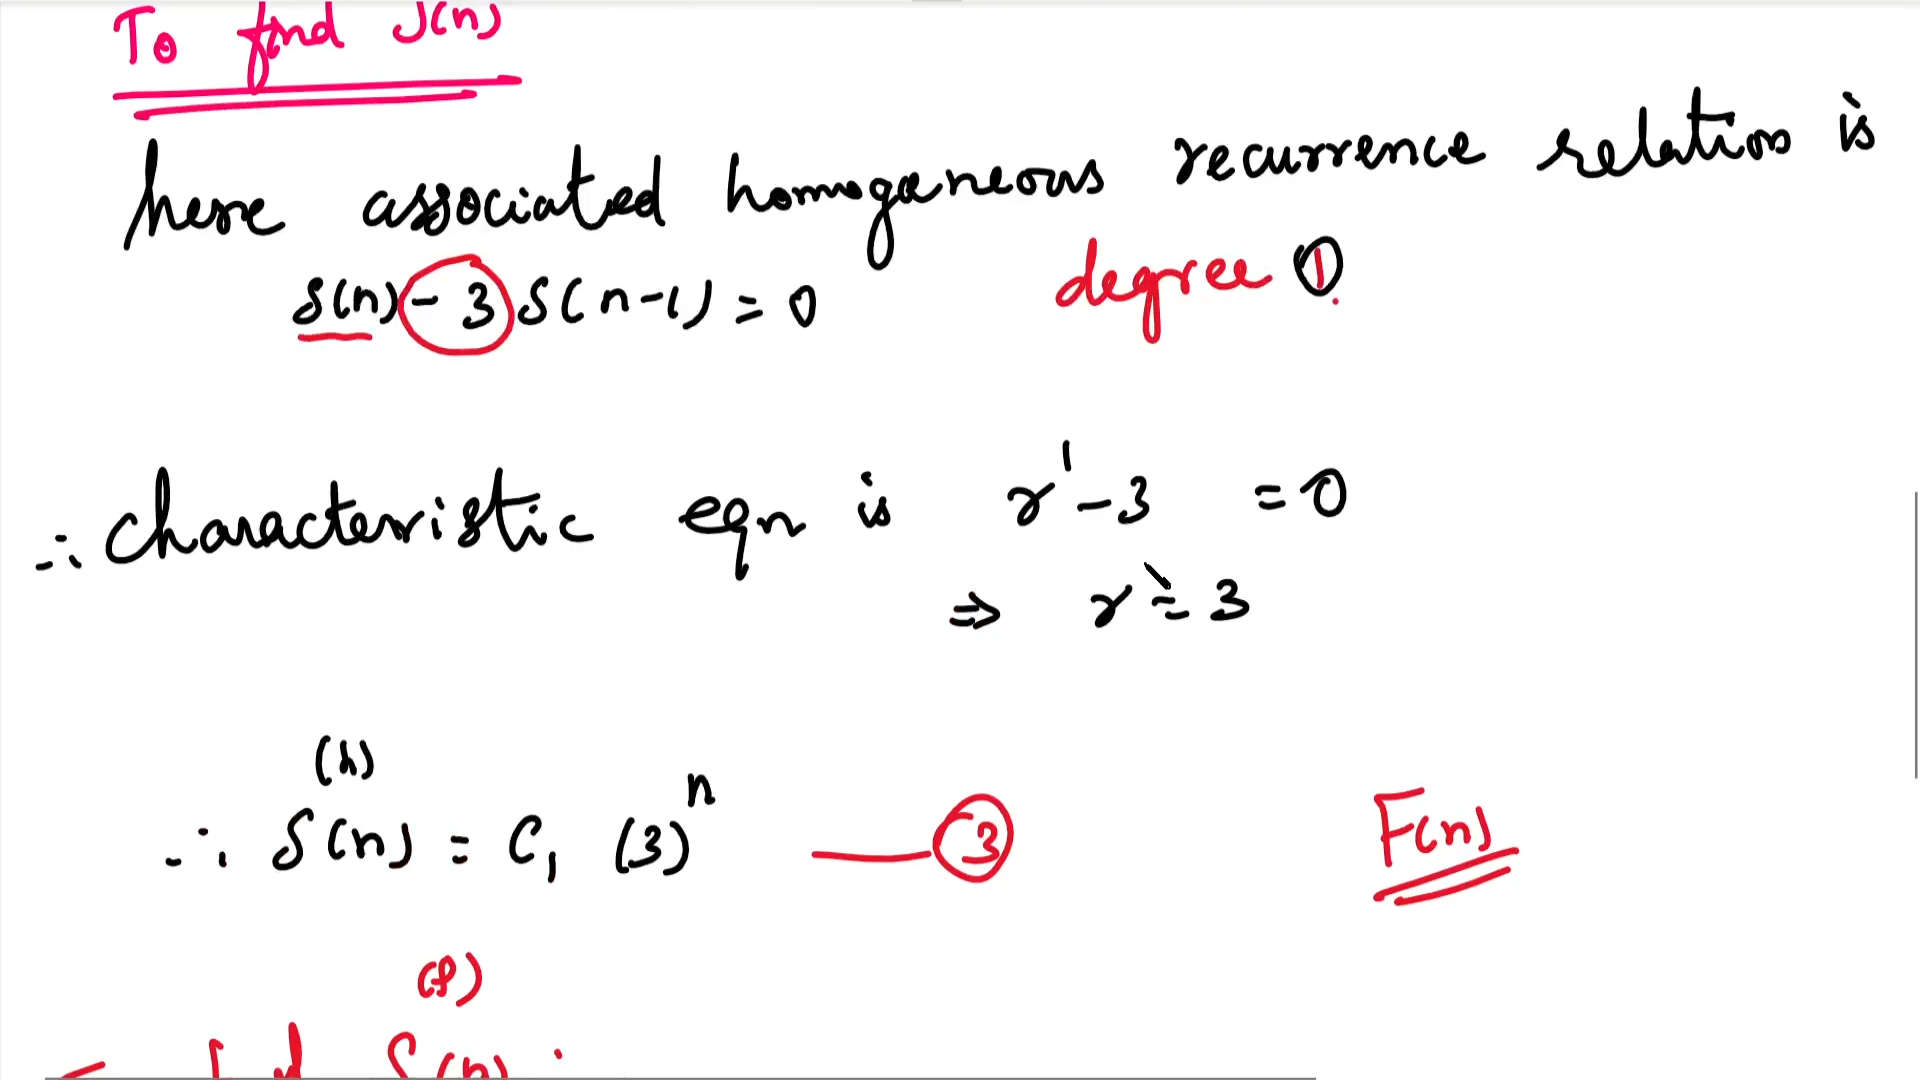 To find S(n)
here associated homogeneous recurrence relation is
S(n) - 3 S(n-1) = 0 degree 1
∴ characteristic eqn is r¹ - 3 = 0
⇒ r = 3
(h)
∴ S(n) = C₁ (3)ⁿ — 3 F(n)
(p)
find S(n) :